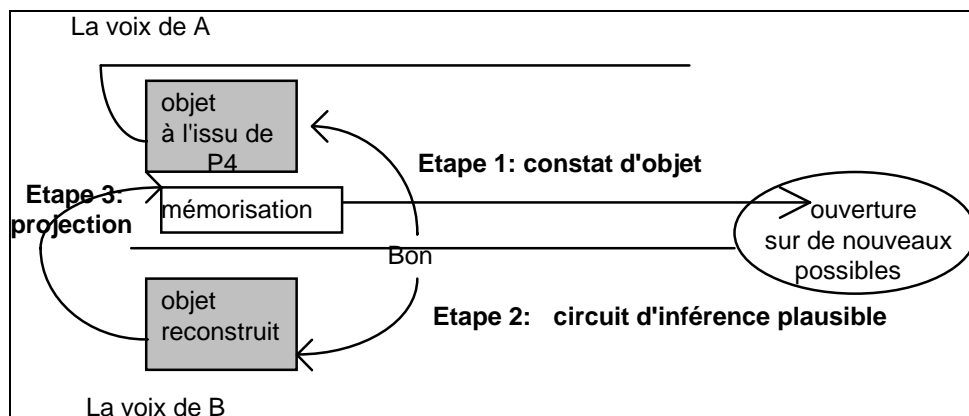 La voix de A
objet
à l'issu de
P4
Etape 1: constat d'objet
Etape 3:
projection
mémorisation
ouverture
sur de nouveaux
possibles
Bon
objet
reconstruit
Etape 2: circuit d'inférence plausible
La voix de B